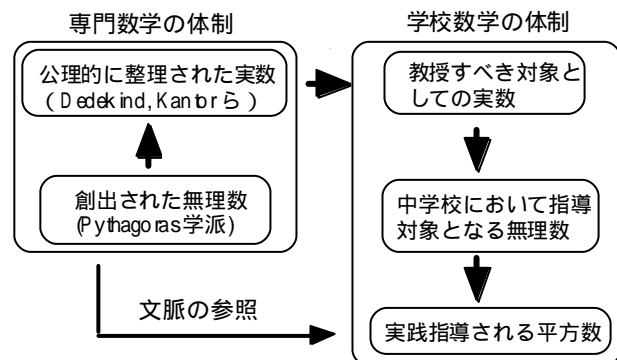 専門数学の体制
公理的に整理された実数
(Dedekind,Kantorら)
創出された無理数
(Pythagoras学派)
文脈の参照
学校数学の体制
教授すべき対象と
しての実数
中学校において指導
対象となる無理数
実践指導される平方数